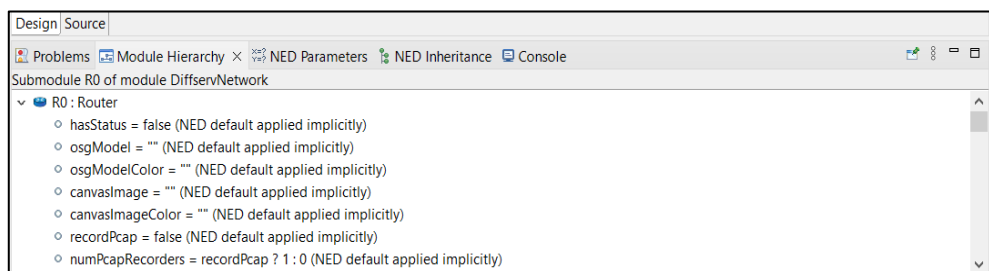 Design Source
Problems Module Hierarchy × NED Parameters NED Inheritance Console
Submodule R0 of module DiffservNetwork
R0 : Router
hasStatus = false (NED default applied implicitly)
osgModel = "" (NED default applied implicitly)
osgModelColor = "" (NED default applied implicitly)
canvasImage = "" (NED default applied implicitly)
canvasImageColor = "" (NED default applied implicitly)
recordPcap = false (NED default applied implicitly)
numPcapRecorders = recordPcap ? 1 : 0 (NED default applied implicitly)